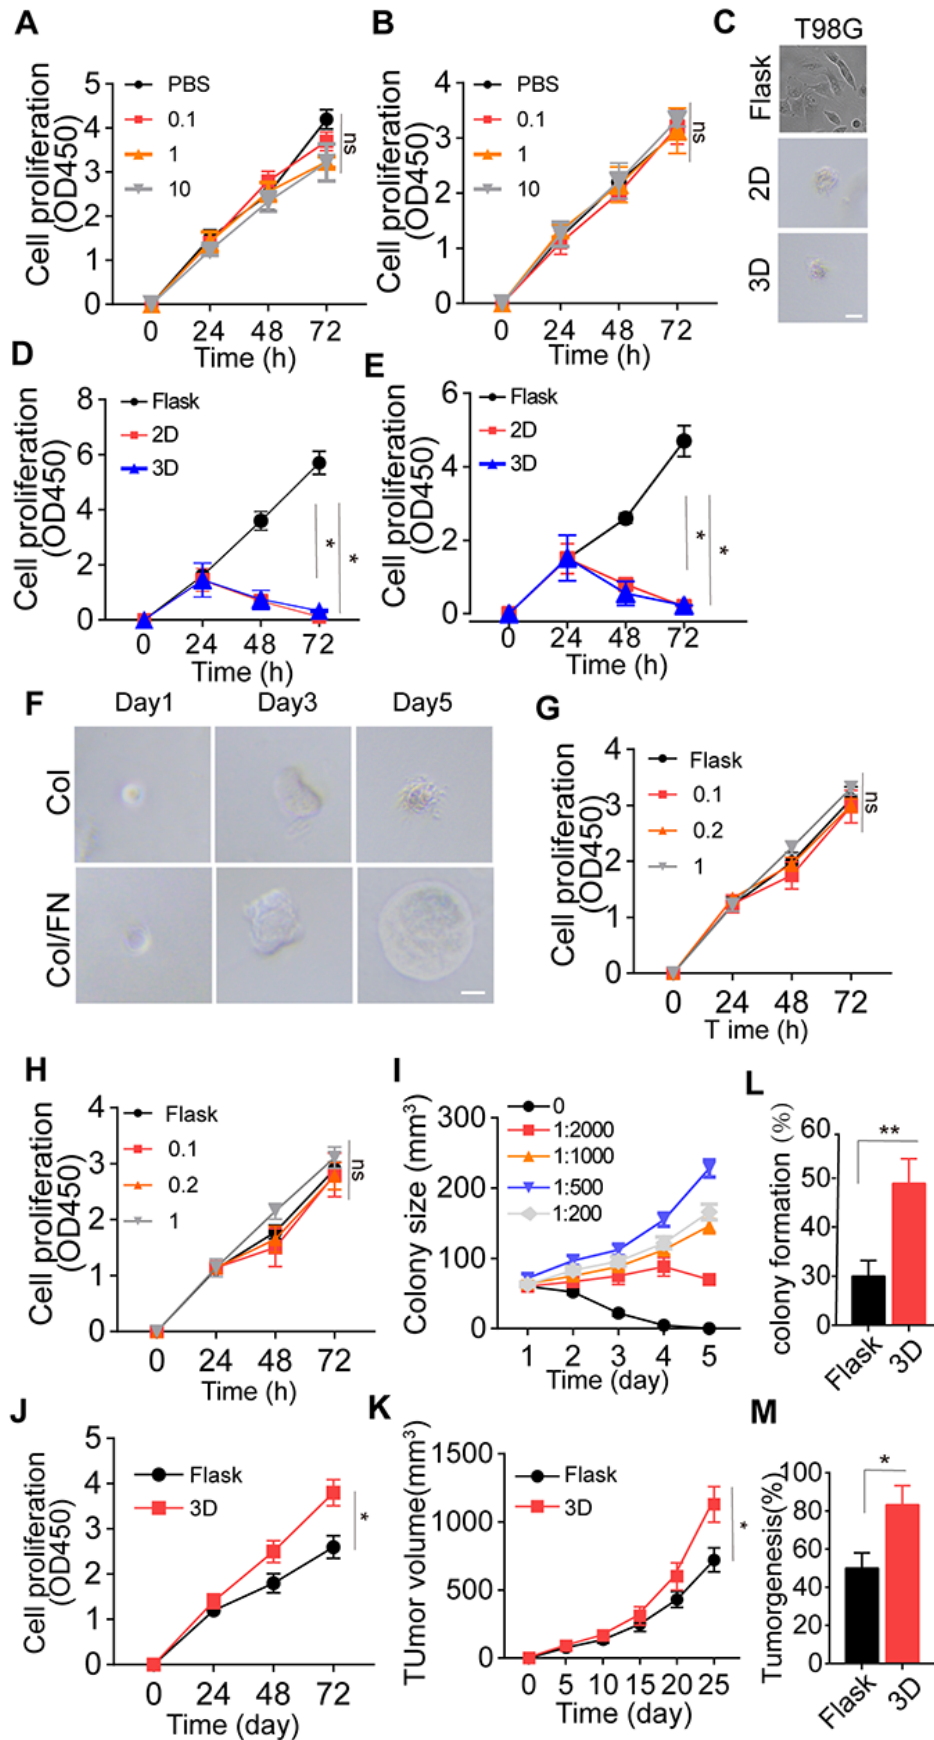 A
Cell proliferation
(OD450)
5
4
3
2
1
0
PBS
0.1
1
10
ns
0 24 48 72
Time (h)
B
Cell proliferation
(OD450)
4
3
2
1
0
PBS
0.1
1
10
ns
0 24 48 72
Time (h)
C
T98G
Flask
2D
3D
D
Cell proliferation
(OD450)
8
6
4
2
0
Flask
2D
3D
*
*
0 24 48 72
Time (h)
E
Cell proliferation
(OD450)
6
4
2
0
Flask
2D
3D
*
*
0 24 48 72
Time (h)
F
Day1 Day3 Day5
Col
Col/FN
G
Cell proliferation
(OD450)
4
3
2
1
0
Flask
0.1
0.2
1
ns
0 24 48 72
T ime (h)
H
Cell proliferation
(OD450)
4
3
2
1
0
Flask
0.1
0.2
1
ns
0 24 48 72
Time (h)
I
Colony size (mm³)
300
200
100
0
0
1:2000
1:1000
1:500
1:200
1 2 3 4 5
Time (day)
L
colony formation (%)
60
40
30
0
**
Flask 3D
J
Cell proliferation
(OD450)
5
4
3
2
1
0
Flask
3D
*
0 24 48 72
Time (day)
K
TUmor volume(mm³)
1500
1000
500
0
Flask
3D
*
0 5 10 15 20 25
Time (day)
M
Tumorgenesis(%)
100
80
60
40
20
0
*
Flask 3D